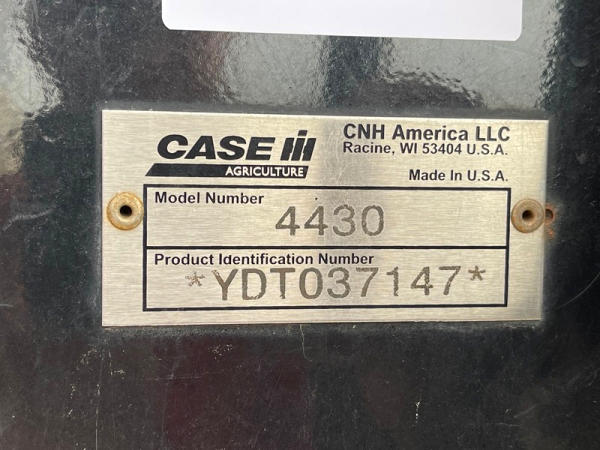 CASE IH
AGRICULTURE
CNH America LLC
Racine, WI 53404 U.S.A.
Made In U.S.A.
Model Number
4430
Product Identification Number
*YDT037147*